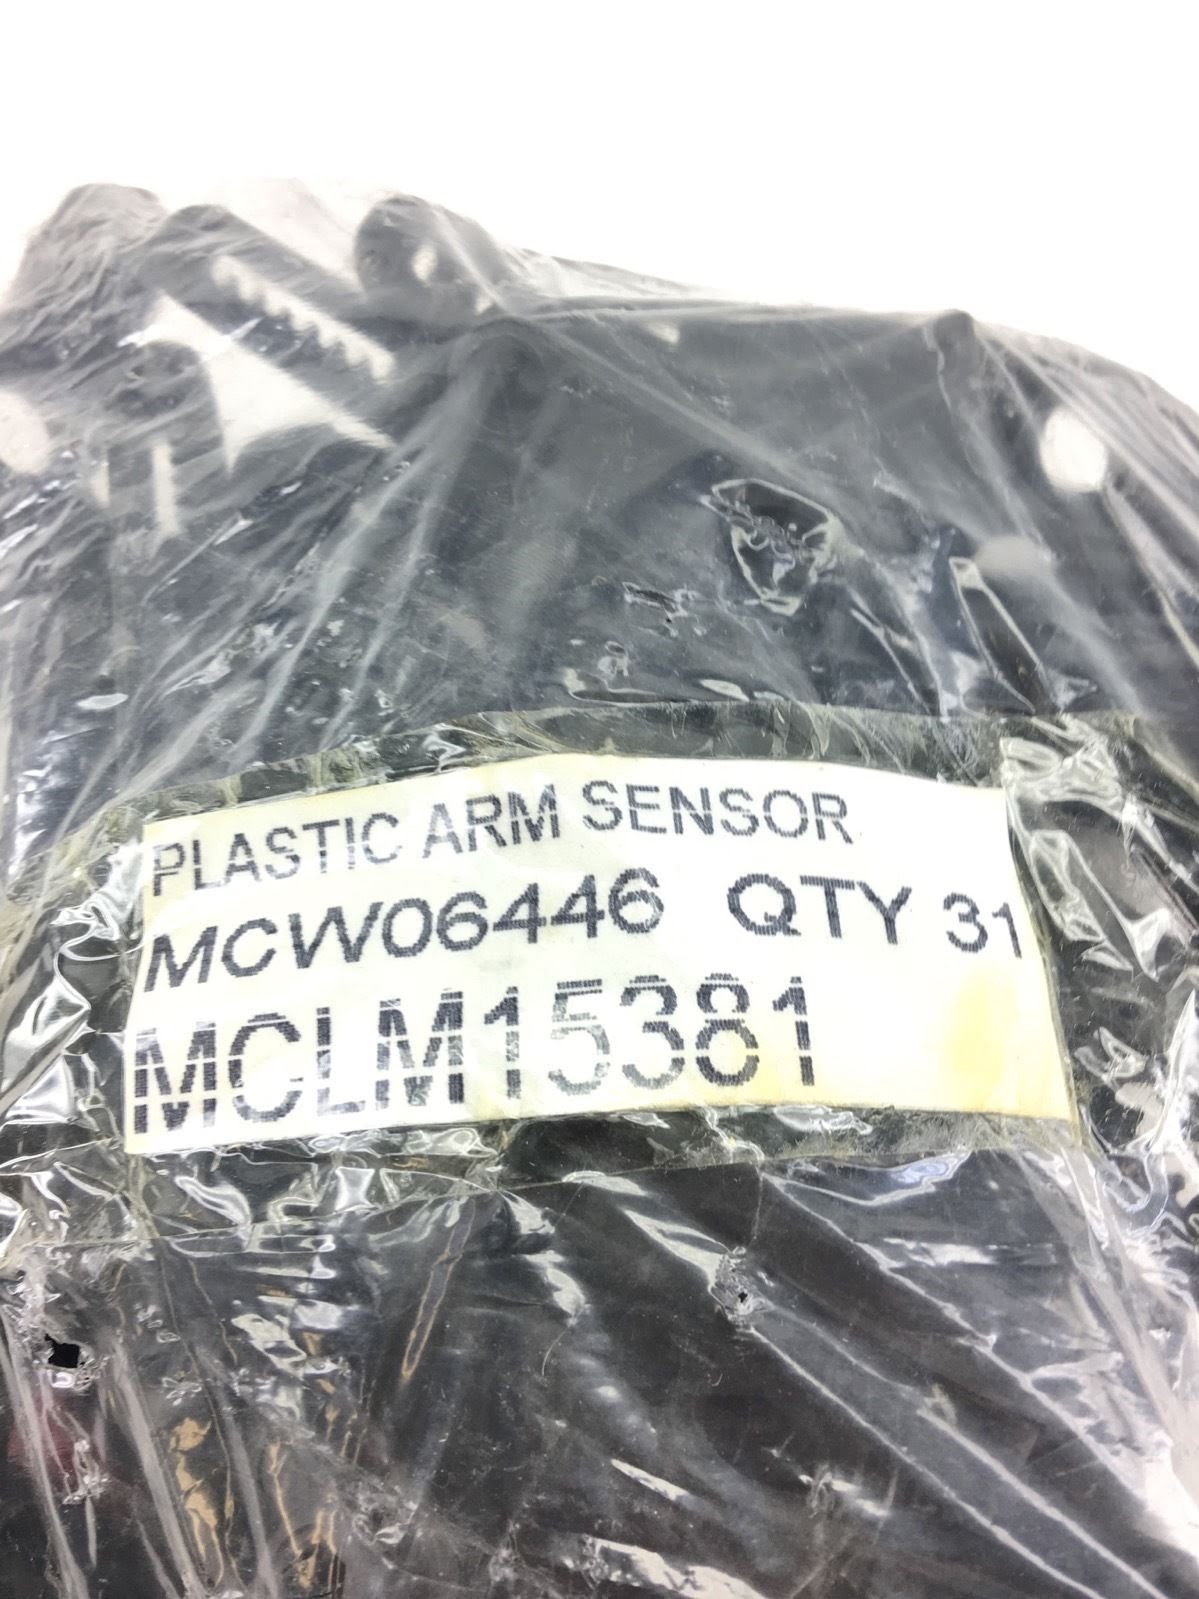 PLASTIC ARM SENSOR
MCW06446 QTY 31
MCLM15381